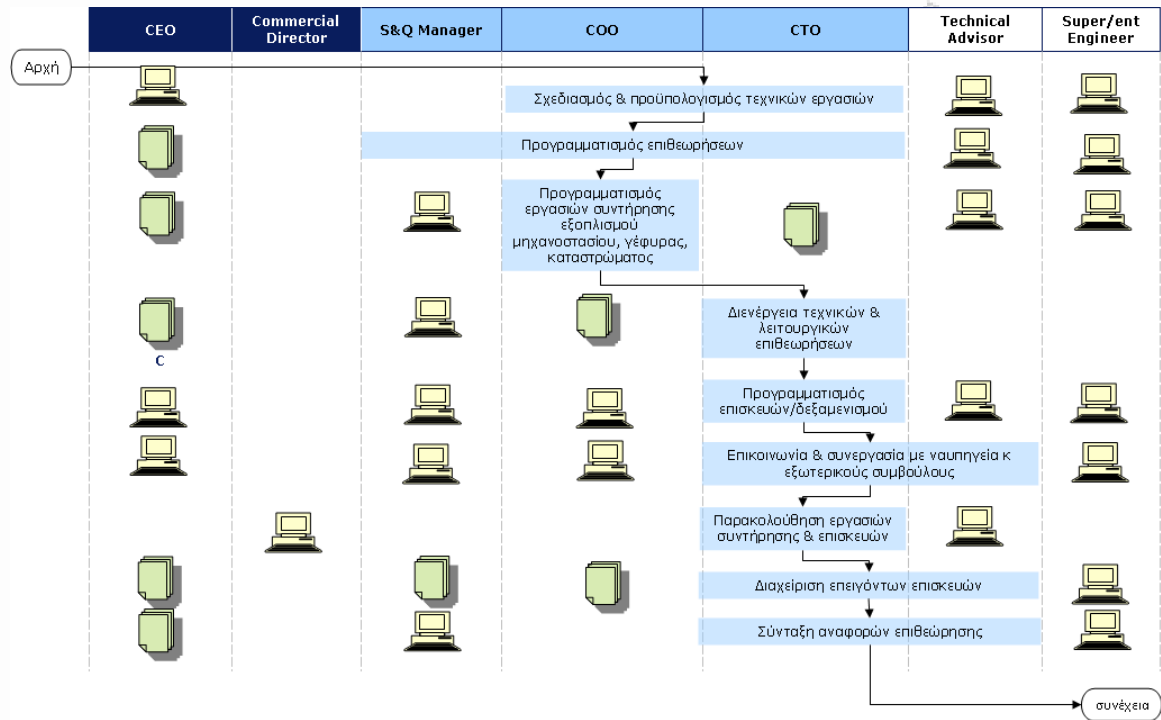 CEO
Commercial
Director
S&Q Manager
COO
CTO
Technical
Advisor
Super/ent
Engineer
Αρχή
Σχεδιασμός & προϋπολογισμός τεχνικών εργασιών
Προγραμματισμός επιθεωρήσεων
Προγραμματισμός
εργασιών συντήρησης
εξοπλισμού
μηχανοστασίου, γέφυρας,
καταστρώματος
Διενέργεια τεχνικών &
λειτουργικών
επιθεωρήσεων
C
Προγραμματισμός
επισκευών/δεξαμενισμού
Επικοινωνία & συνεργασία με ναυπηγεία κ
εξωτερικούς συμβούλους
Παρακολούθηση εργασιών
συντήρησης & επισκευών
Διαχείριση επειγόντων επισκευών
Σύνταξη αναφορών επιθεώρησης
συνέχεια